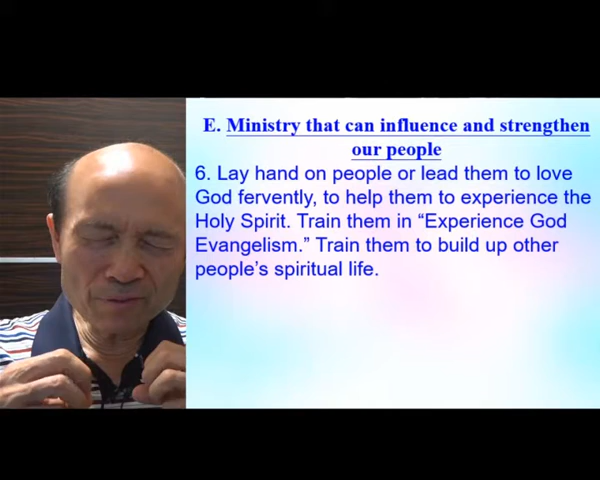 E. Ministry that can influence and strengthen
our people
6. Lay hand on people or lead them to love
God fervently, to help them to experience the
Holy Spirit. Train them in “Experience God
Evangelism.” Train them to build up other
people’s spiritual life.